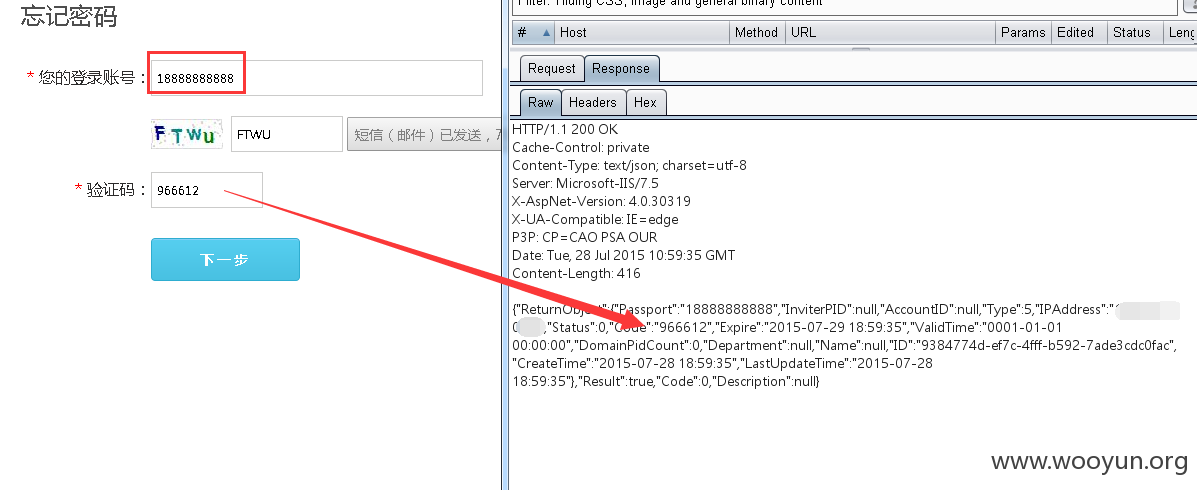 忘记密码
* 您的登录账号：
18888888888
FTWU
FTWU
短信（邮件）已发送，
* 验证码：
966612
下一步
Filter: Hiding CSS, image and general binary content
# Host Method URL Params Edited Status
Request Response
Raw Headers Hex
HTTP/1.1 200 OK
Cache-Control: private
Content-Type: text/json; charset=utf-8
Server: Microsoft-IIS/7.5
X-AspNet-Version: 4.0.30319
X-UA-Compatible: IE=edge
P3P: CP=CAO PSA OUR
Date: Tue, 28 Jul 2015 10:59:35 GMT
Content-Length: 416
{"ReturnObject":{"Passport":"18888888888","InviterPID":null,"AccountID":null,"Type":5,"IPAddress":"
,"Status":0,"Code":"966612","Expire":"2015-07-29 18:59:35","ValidTime":"0001-01-01
00:00:00","DomainPidCount":0,"Department":null,"Name":null,"ID":"9384774d-ef7c-4fff-b592-7ade3cdc0fac",
"CreateTime":"2015-07-28 18:59:35","LastUpdateTime":"2015-07-28
18:59:35"},"Result":true,"Code":0,"Description":null}
www.wooyun.org